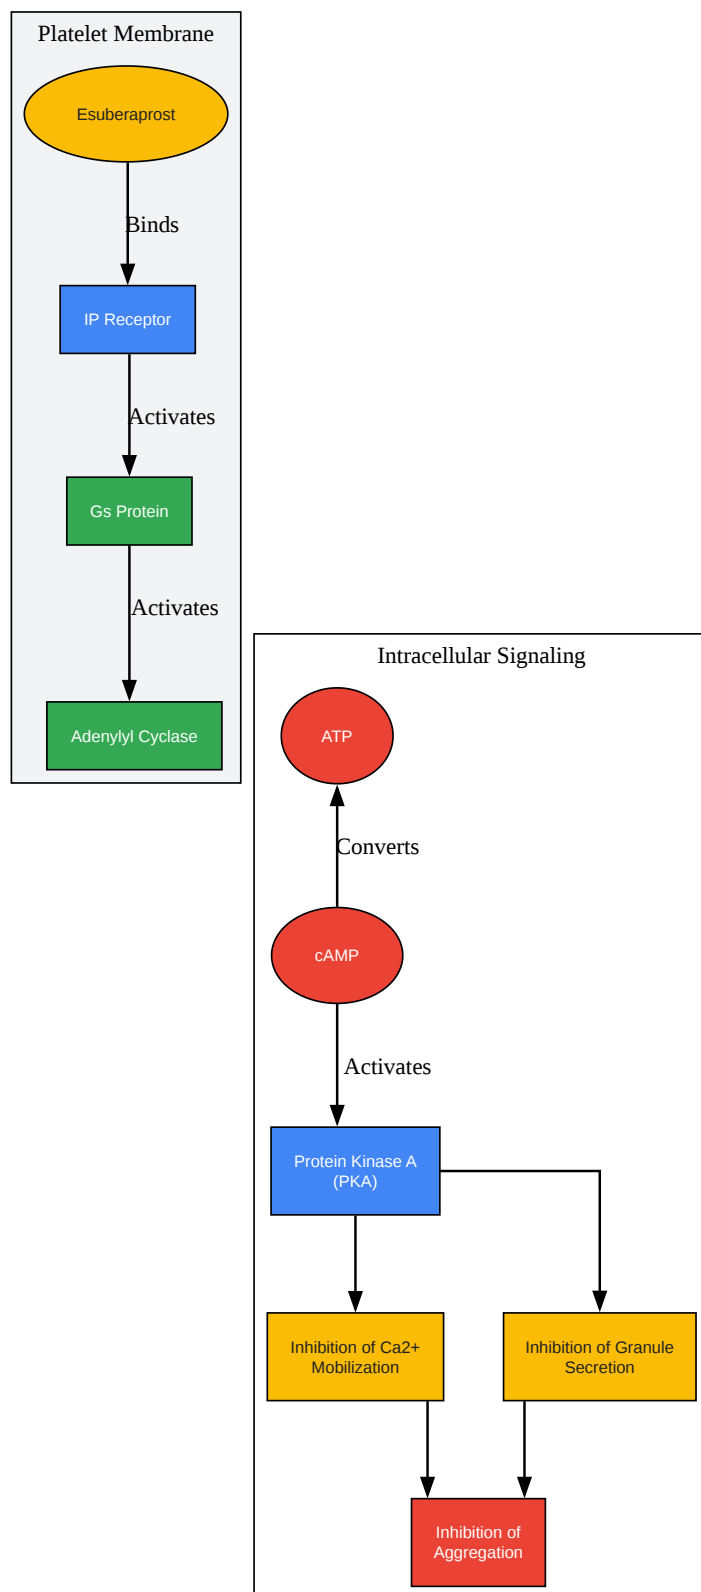 Platelet Membrane
Esuberaprost
Binds
IP Receptor
Activates
Gs Protein
Activates
Adenylyl Cyclase
Intracellular Signaling
ATP
Converts
cAMP
Activates
Protein Kinase A
(PKA)
Inhibition of Ca2+
Mobilization
Inhibition of Granule
Secretion
Inhibition of
Aggregation